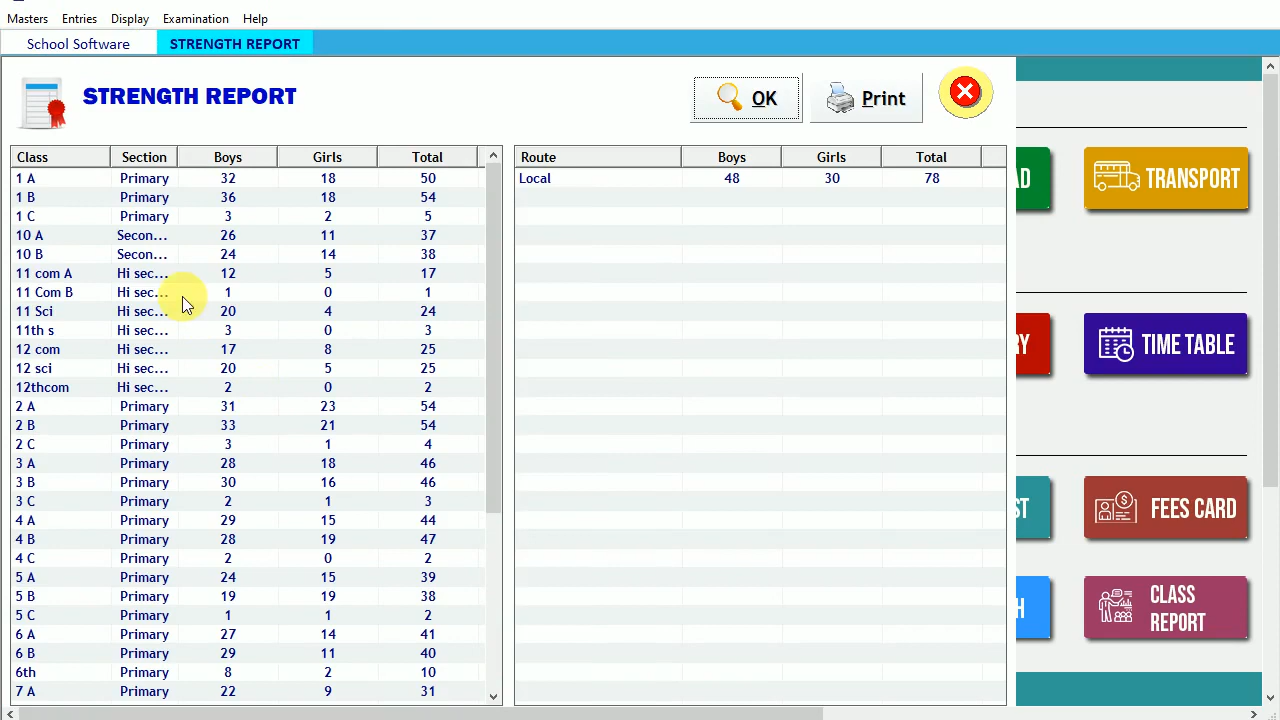 Masters Entries Display Examination Help
School Software STRENGTH REPORT
STRENGTH REPORT
OK Print
Class Section Boys Girls Total
1 A Primary 32 18 50
1 B Primary 36 18 54
1 C Primary 3 2 5
10 A Secon... 26 11 37
10 B Secon... 24 14 38
11 com A Hi sec... 12 5 17
11 Com B Hi sec... 1 0 1
11 Sci Hi sec... 20 4 24
11th s Hi sec... 3 0 3
12 com Hi sec... 17 8 25
12 sci Hi sec... 20 5 25
12thcom Hi sec... 2 0 2
2 A Primary 31 23 54
2 B Primary 33 21 54
2 C Primary 3 1 4
3 A Primary 28 18 46
3 B Primary 30 16 46
3 C Primary 2 1 3
4 A Primary 29 15 44
4 B Primary 28 19 47
4 C Primary 2 0 2
5 A Primary 24 15 39
5 B Primary 19 19 38
5 C Primary 1 1 2
6 A Primary 27 14 41
6 B Primary 29 11 40
6th Primary 8 2 10
7 A Primary 22 9 31
Route Boys Girls Total
Local 48 30 78
AD TRANSPORT
RY TIME TABLE
ST FEES CARD
H CLASS
REPORT